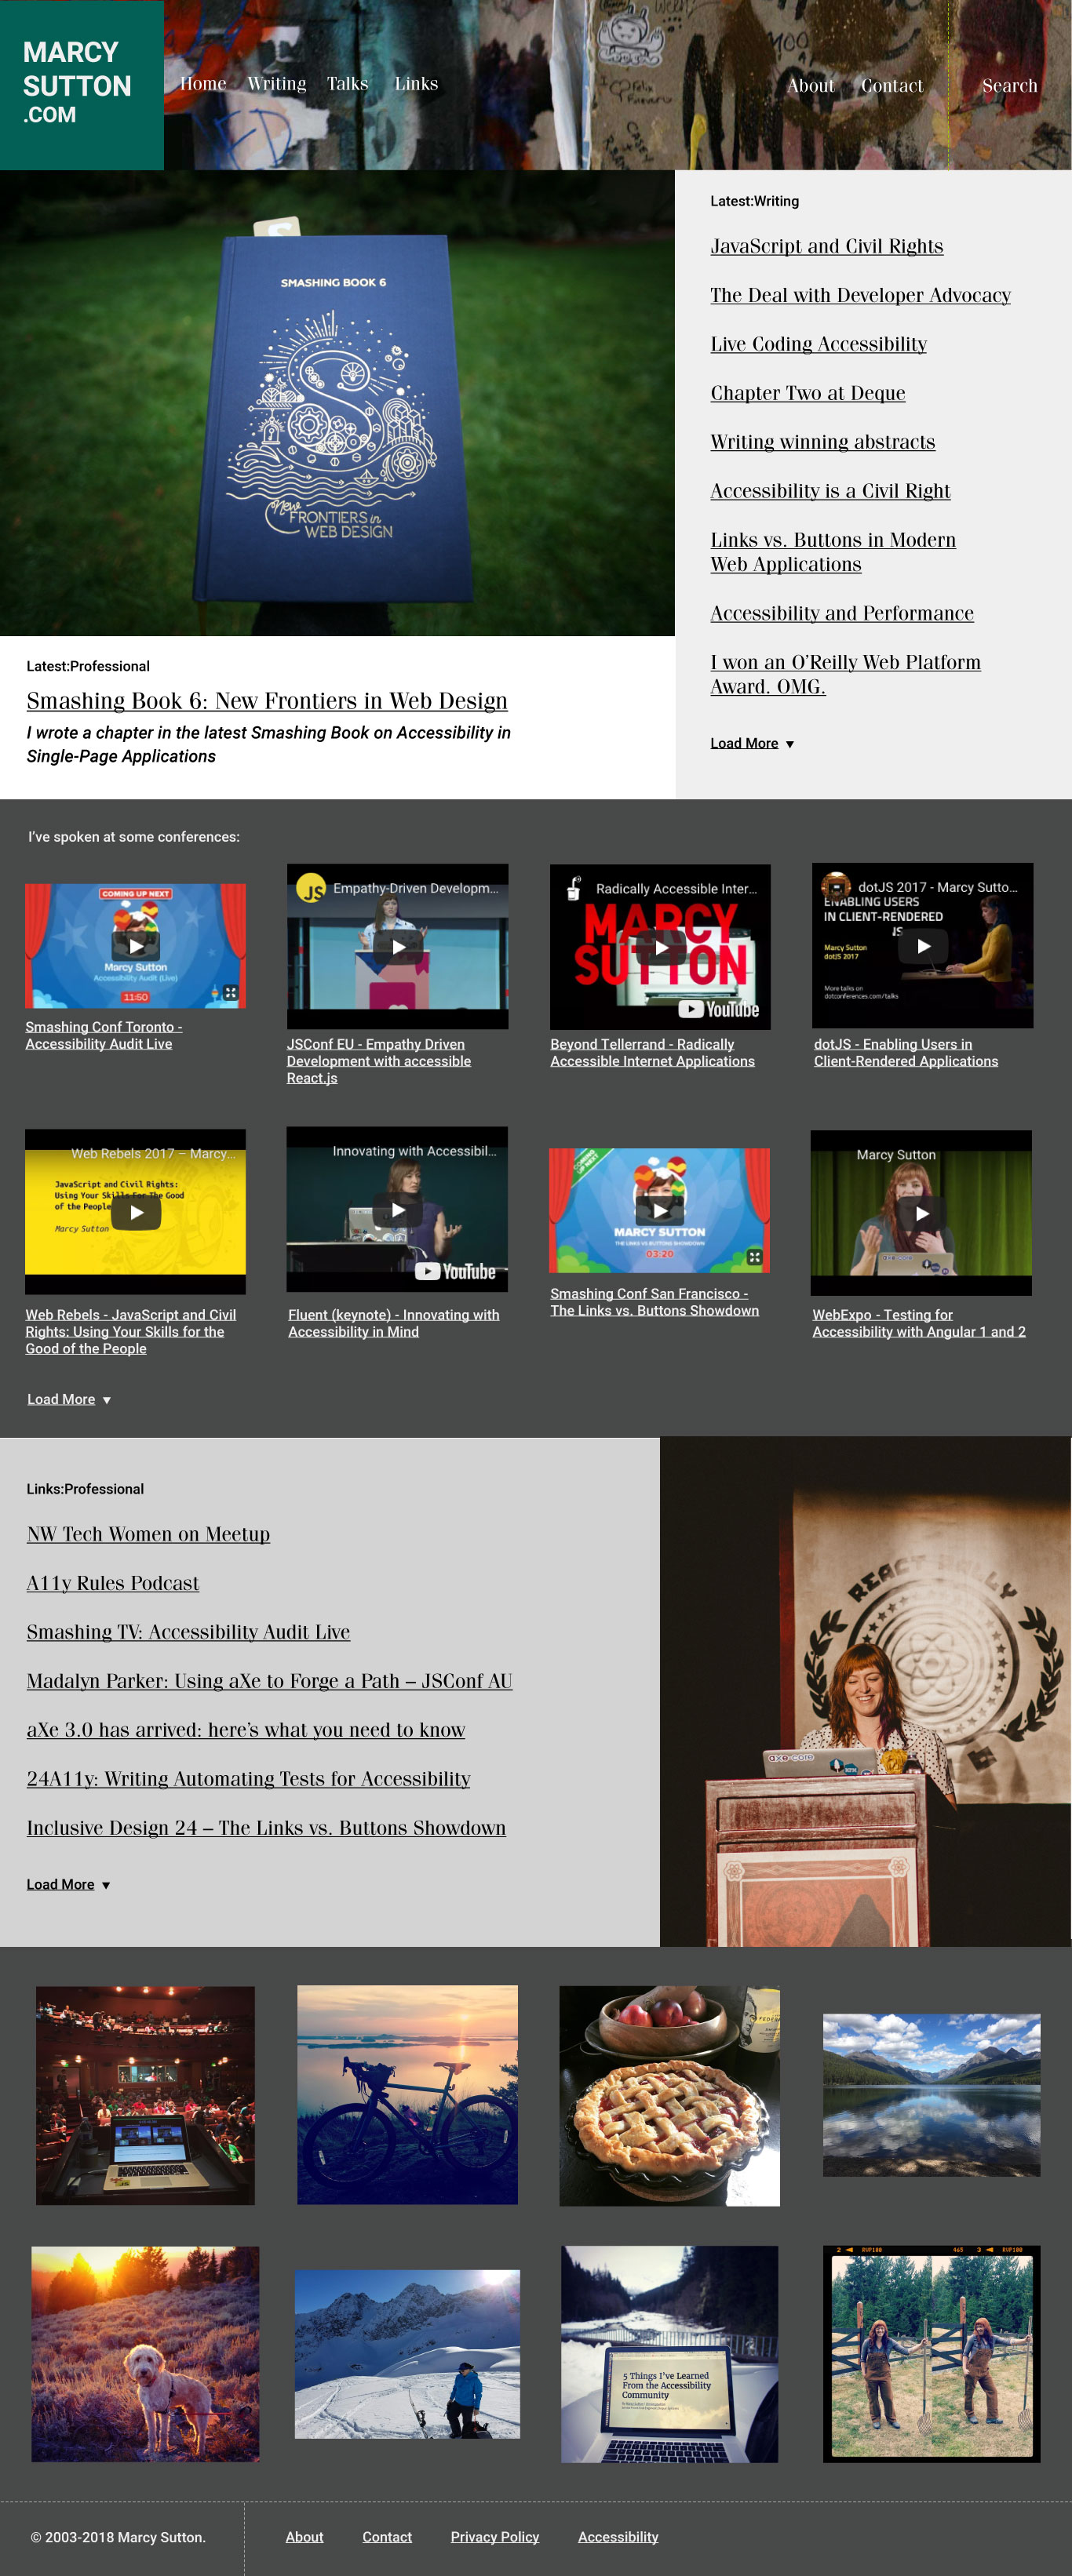 MARCY
SUTTON
.COM
Home Writing Talks Links
About Contact Search
SMASHING BOOK 6
New
FRONTIERS in
WEB DESIGN
Latest:Professional
Smashing Book 6: New Frontiers in Web Design
I wrote a chapter in the latest Smashing Book on Accessibility in
Single-Page Applications
Latest:Writing
JavaScript and Civil Rights
The Deal with Developer Advocacy
Live Coding Accessibility
Chapter Two at Deque
Writing winning abstracts
Accessibility is a Civil Right
Links vs. Buttons in Modern
Web Applications
Accessibility and Performance
I won an O’Reilly Web Platform
Award. OMG.
Load More
I’ve spoken at some conferences:
COMING UP NEXT
Marcy Sutton
Accessibility Audit (Live)
11:50
Smashing Conf Toronto -
Accessibility Audit Live
JS
Empathy-Driven Developm...
JSConf EU - Empathy Driven
Development with accessible
React.js
Radically Accessible Inter...
MARCY
SUTTON
YouTube
Beyond Tellerrand - Radically
Accessible Internet Applications
dotJS 2017 - Marcy Sutto...
ENABLING USERS
IN CLIENT-RENDERED
JS
Marcy Sutton
dotJS 2017
More talks on
dotconferences.com/talks
dotJS - Enabling Users in
Client-Rendered Applications
Web Rebels 2017 – Marcy...
JavaScript and Civil Rights:
Using Your Skills For The Good
of the People
Marcy Sutton
Web Rebels - JavaScript and Civil
Rights: Using Your Skills for the
Good of the People
Innovating with Accessibil...
YouTube
Fluent (keynote) - Innovating with
Accessibility in Mind
COMING
UP NEXT
MARCY SUTTON
THE LINKS VS BUTTONS SHOWDOWN
03:20
Smashing Conf San Francisco -
The Links vs. Buttons Showdown
Marcy Sutton
WebExpo - Testing for
Accessibility with Angular 1 and 2
Load More
Links:Professional
NW Tech Women on Meetup
A11y Rules Podcast
Smashing TV: Accessibility Audit Live
Madalyn Parker: Using aXe to Forge a Path – JSConf AU
aXe 3.0 has arrived: here’s what you need to know
24A11y: Writing Automating Tests for Accessibility
Inclusive Design 24 – The Links vs. Buttons Showdown
Load More
REACT RALLY
axe-core
5 Things I've Learned
From the Accessibility
Community
2 RVP100 465 3 RVP100
© 2003-2018 Marcy Sutton.
About Contact Privacy Policy Accessibility